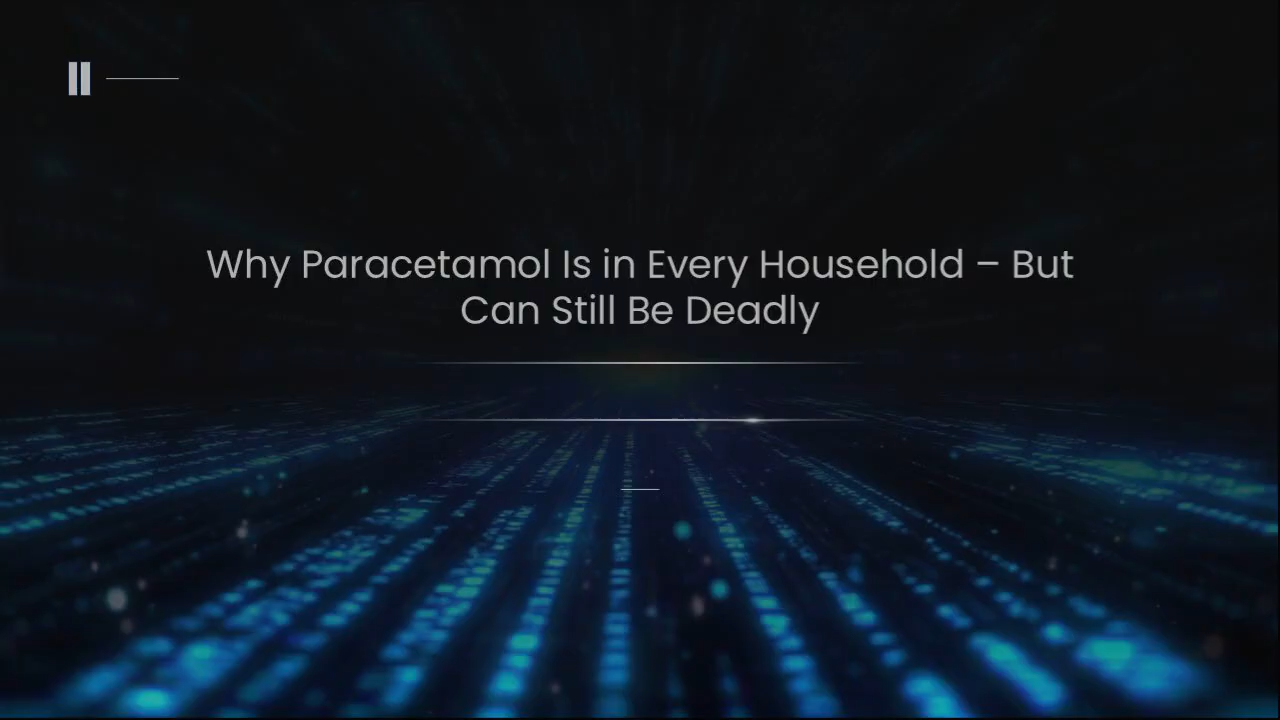 Why Paracetamol Is in Every Household – But
Can Still Be Deadly